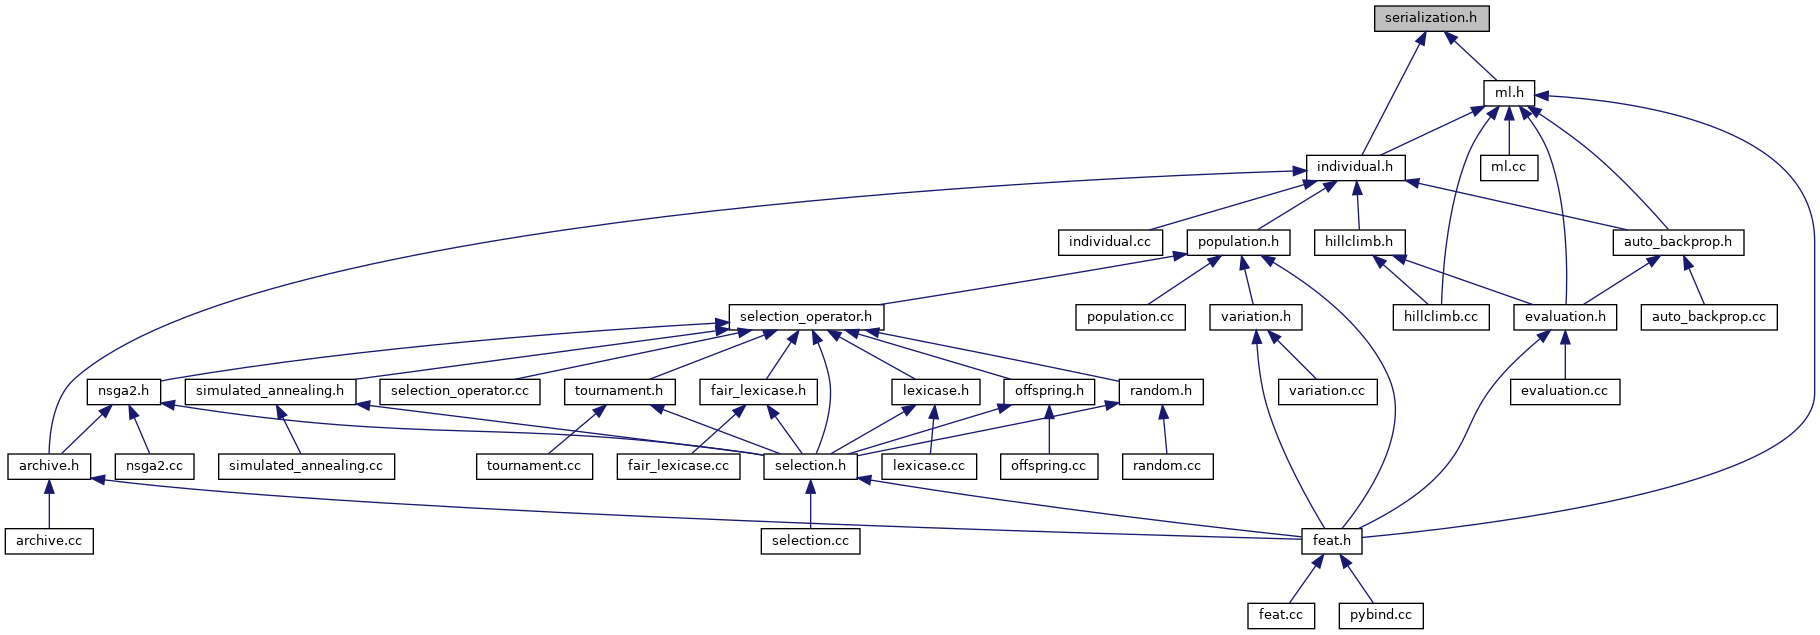 serialization.h
ml.h
individual.h
ml.cc
individual.cc
population.h
hillclimb.h
auto_backprop.h
selection_operator.h
population.cc
variation.h
hillclimb.cc
evaluation.h
auto_backprop.cc
nsga2.h
simulated_annealing.h
selection_operator.cc
tournament.h
fair_lexicase.h
lexicase.h
offspring.h
random.h
variation.cc
evaluation.cc
archive.h
nsga2.cc
simulated_annealing.cc
tournament.cc
fair_lexicase.cc
selection.h
lexicase.cc
offspring.cc
random.cc
archive.cc
selection.cc
feat.h
feat.cc
pybind.cc